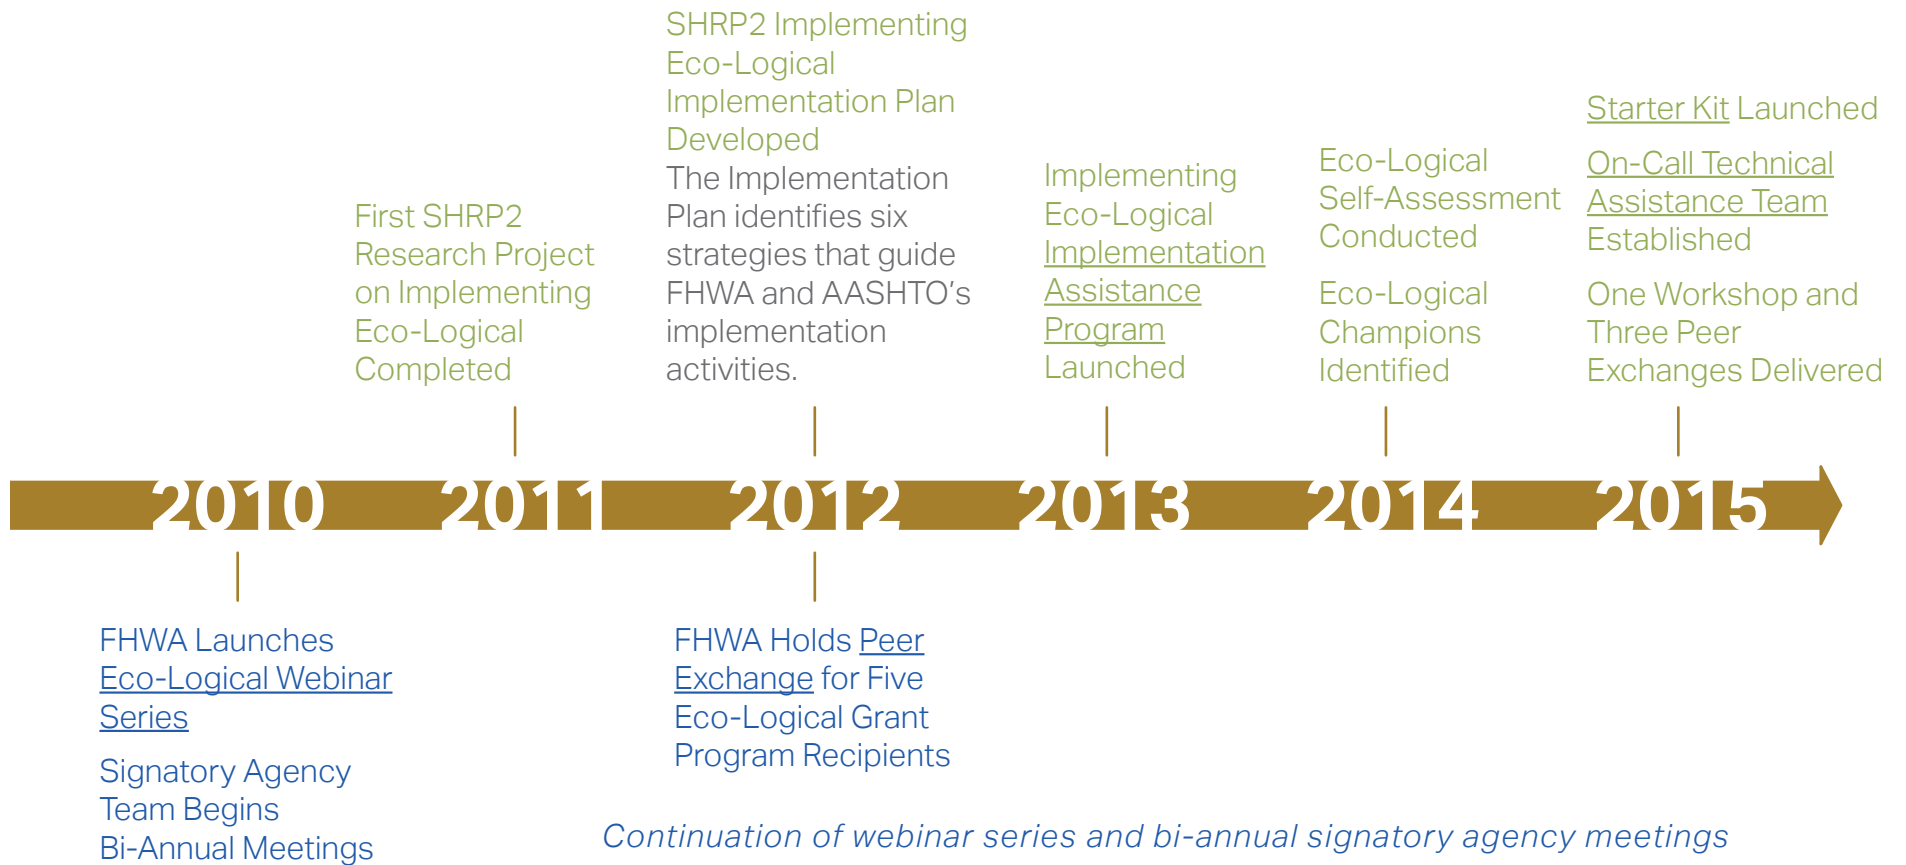 SHRP2 Implementing
Eco-Logical
Implementation Plan
Developed
The Implementation
Plan identifies six
strategies that guide
FHWA and AASHTO’s
implementation
activities.
First SHRP2
Research Project
on Implementing
Eco-Logical
Completed
Implementing
Eco-Logical
Implementation
Assistance
Program
Launched
Eco-Logical
Self-Assessment
Conducted
Eco-Logical
Champions
Identified
Starter Kit Launched
On-Call Technical
Assistance Team
Established
One Workshop and
Three Peer
Exchanges Delivered
2010 2011 2012 2013 2014 2015
FHWA Launches
Eco-Logical Webinar
Series
Signatory Agency
Team Begins
Bi-Annual Meetings
FHWA Holds Peer
Exchange for Five
Eco-Logical Grant
Program Recipients
Continuation of webinar series and bi-annual signatory agency meetings